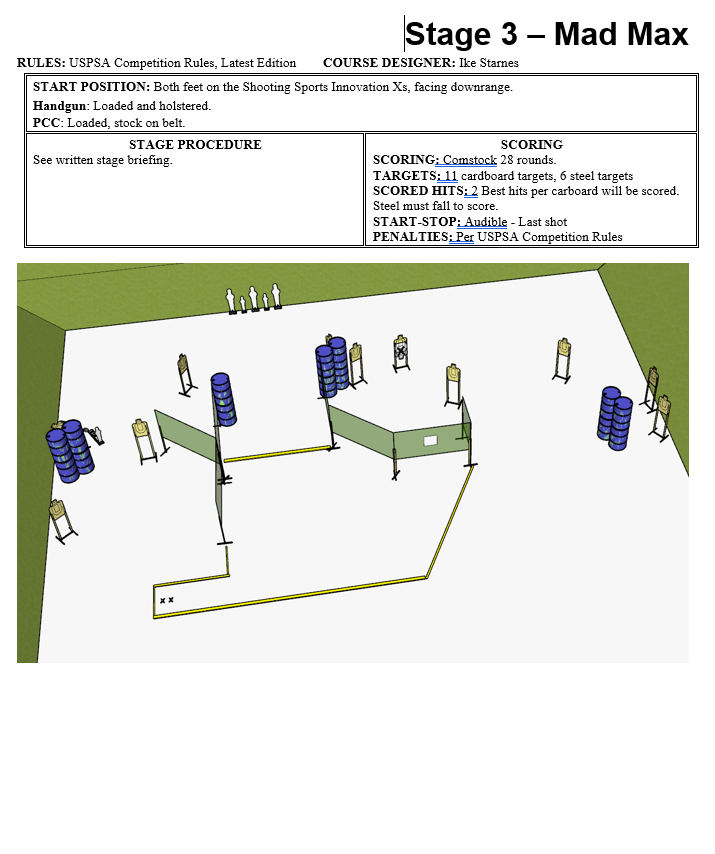 Stage 3 – Mad Max
RULES: USPSA Competition Rules, Latest Edition COURSE DESIGNER: Ike Starnes
START POSITION: Both feet on the Shooting Sports Innovation Xs, facing downrange.
Handgun: Loaded and holstered.
PCC: Loaded, stock on belt.
STAGE PROCEDURE
See written stage briefing.
SCORING
SCORING: Comstock 28 rounds.
TARGETS: 11 cardboard targets, 6 steel targets
SCORED HITS: 2 Best hits per carboard will be scored.
Steel must fall to score.
START-STOP: Audible - Last shot
PENALTIES: Per USPSA Competition Rules
x x